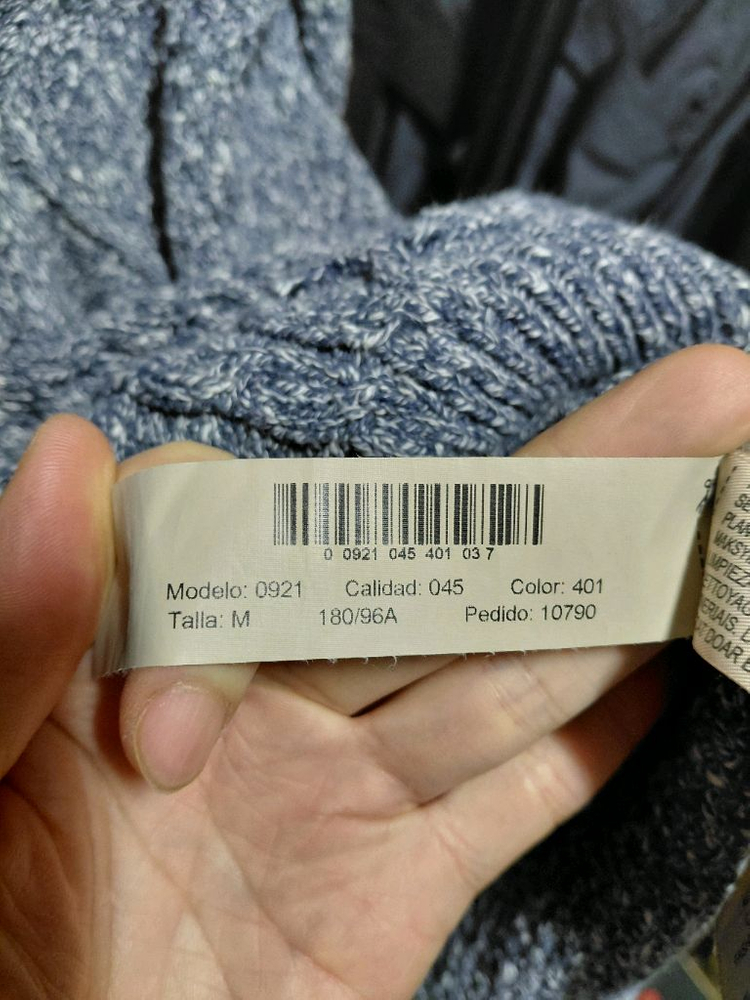 0 0921 045 401 03 7
Modelo: 0921 Calidad: 045 Color: 401
Talla: M 180/96A Pedido: 10790